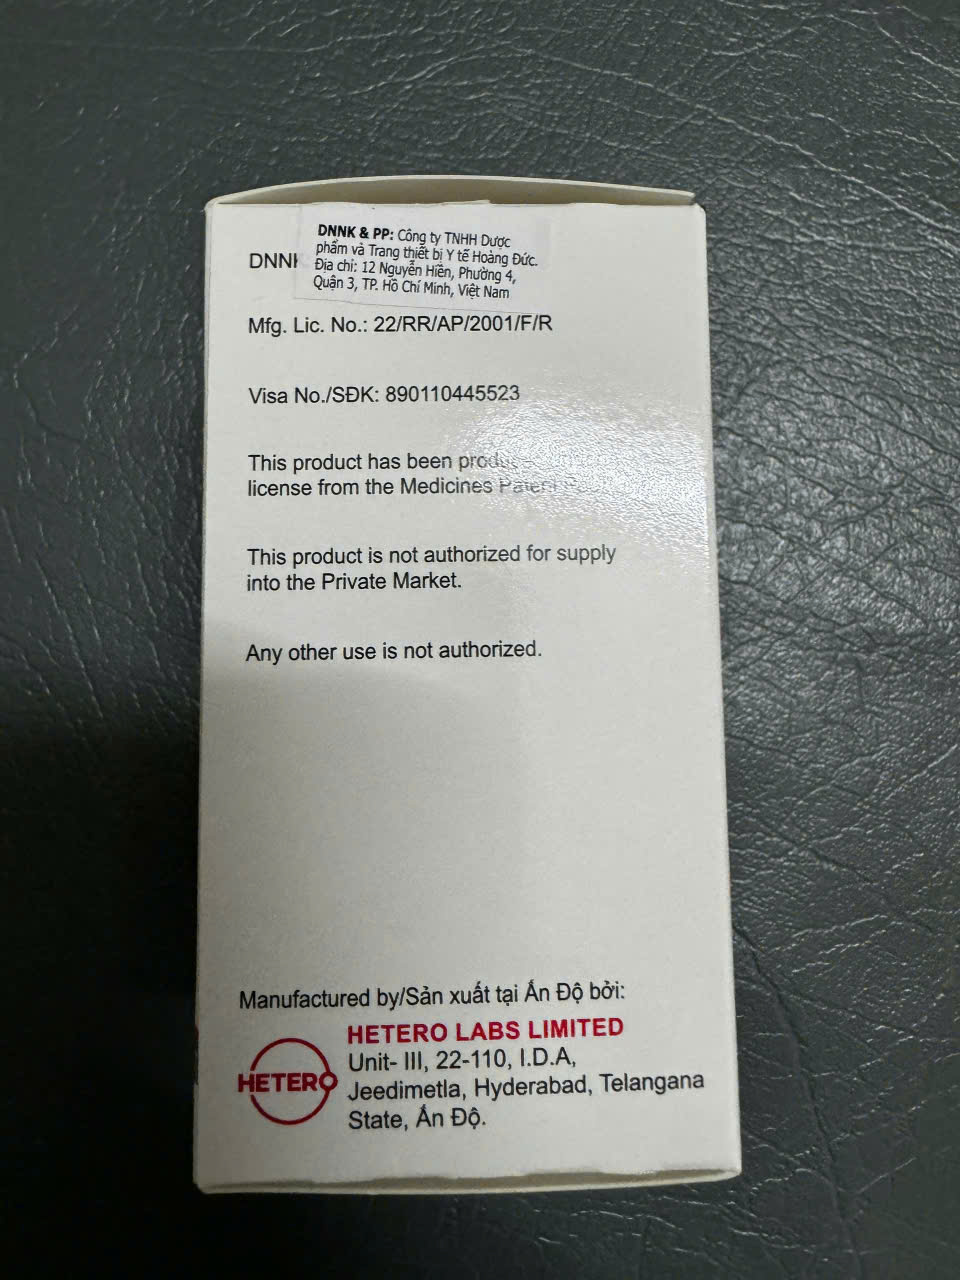 DNNK & PP: Công ty TNHH Dược
phẩm và Trang thiết bị Y tế Hoàng Đức.
Địa chỉ: 12 Nguyễn Hiền, Phường 4,
Quận 3, TP. Hồ Chí Minh, Việt Nam
DNNK
Mfg. Lic. No.: 22/RR/AP/2001/F/R
Visa No./SĐK: 890110445523
This product has been
license from the Medicines Patent
This product is not authorized for supply
into the Private Market.
Any other use is not authorized.
Manufactured by/Sản xuất tại Ấn Độ bởi:
HETERO LABS LIMITED
Unit- III, 22-110, I.D.A,
HETERO
Jeedimetla, Hyderabad, Telangana
State, Ấn Độ.